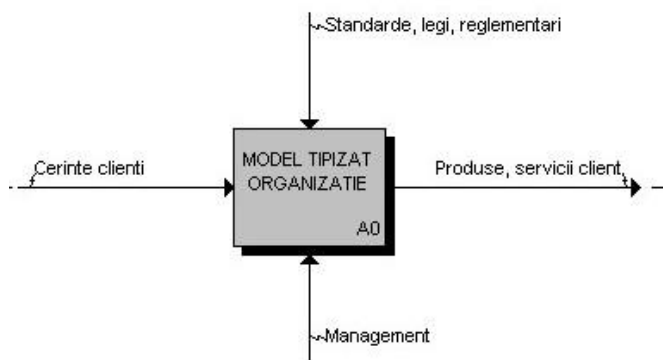 Standarde, legi, reglementari
Cerinte clienti
MODEL TIPIZAT
ORGANIZATIE
A0
Produse, servicii client
Management